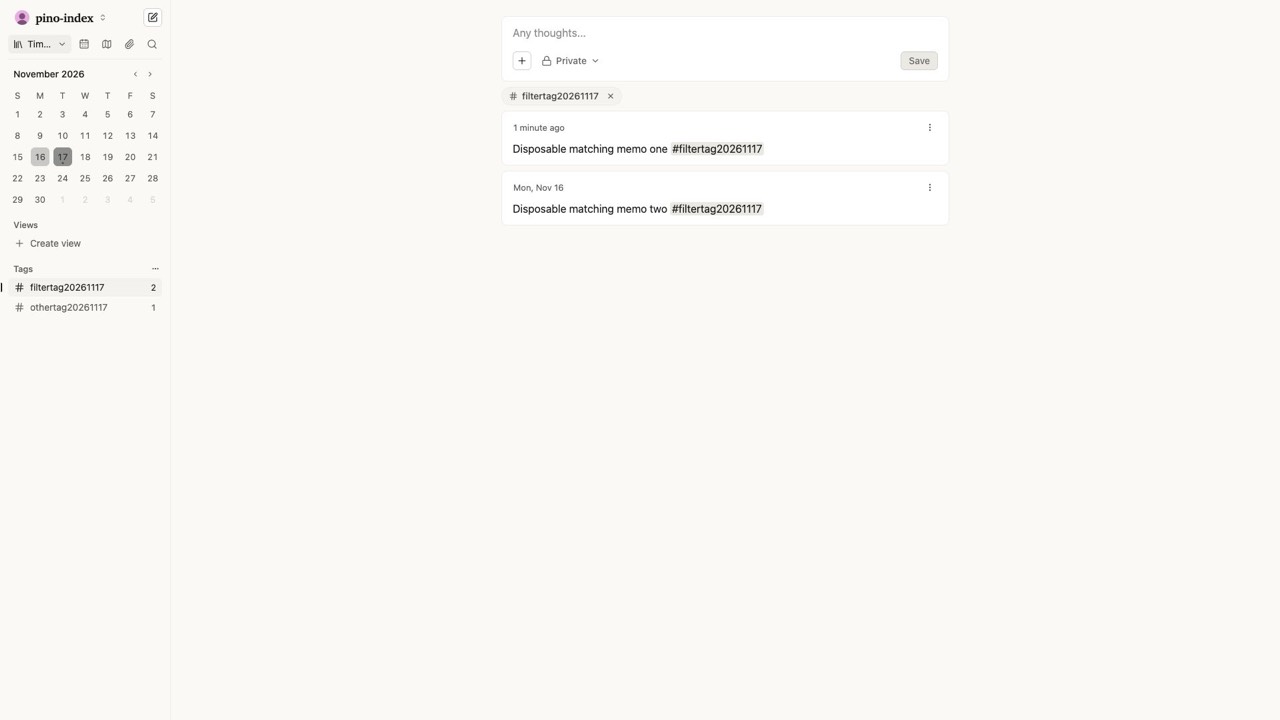 pino-index
Tim...
November 2026
S M T W T F S
1 2 3 4 5 6 7
8 9 10 11 12 13 14
15 16 17 18 19 20 21
22 23 24 25 26 27 28
29 30 1 2 3 4 5
Views
Create view
Tags
# filtertag20261117 2
# othertag20261117 1
Any thoughts...
Private
Save
# filtertag20261117
1 minute ago
Disposable matching memo one #filtertag20261117
Mon, Nov 16
Disposable matching memo two #filtertag20261117